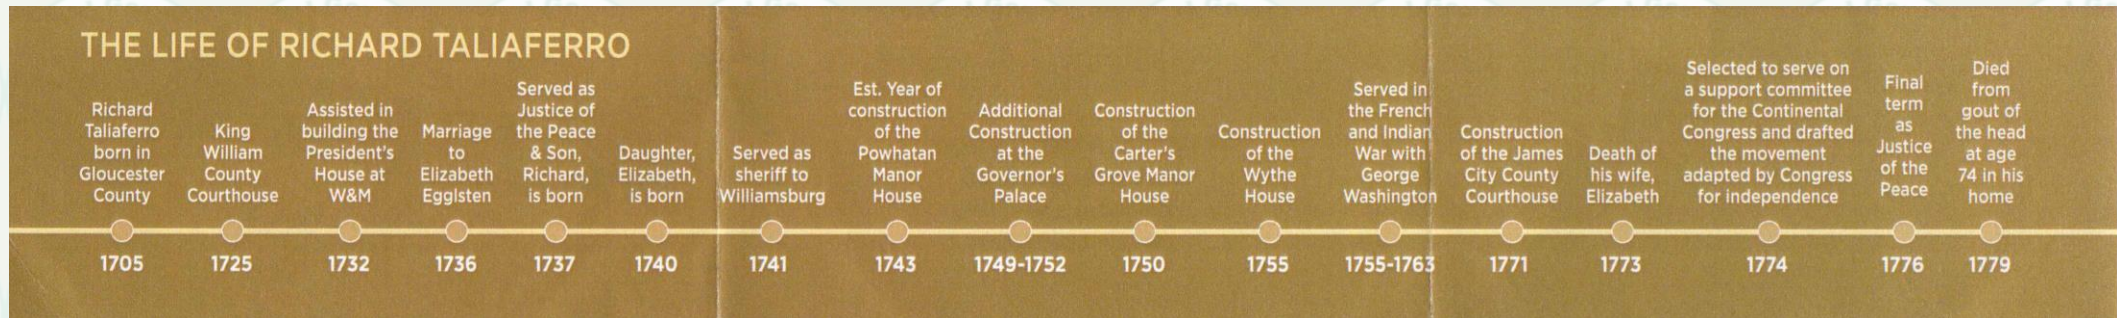 THE LIFE OF RICHARD TALIAFERRO
Richard
Taliaferro
born in
Gloucester
County
1705
King
William
County
Courthouse
1725
Assisted in
building the
President's
House at
W&M
1732
Marriage
to
Elizabeth
Egglsten
1736
Served as
Justice of
the Peace
& Son,
Richard,
is born
1737
Daughter,
Elizabeth,
is born
1740
Served as
sheriff to
Williamsburg
1741
Est. Year of
construction
of the
Powhatan
Manor
House
1743
Additional
Construction
at the
Governor's
Palace
1749-1752
Construction
of the
Carter's
Grove Manor
House
1750
Construction
of the
Wythe
House
1755
Served in
the French
and Indian
War with
George
Washington
1755-1763
Construction
of the James
City County
Courthouse
1771
Death of
his wife,
Elizabeth
1773
Selected to serve on
a support committee
for the Continental
Congress and drafted
the movement
adapted by Congress
for independence
1774
Final
term
as
Justice
of the
Peace
1776
Died
from
gout of
the head
at age
74 in his
home
1779